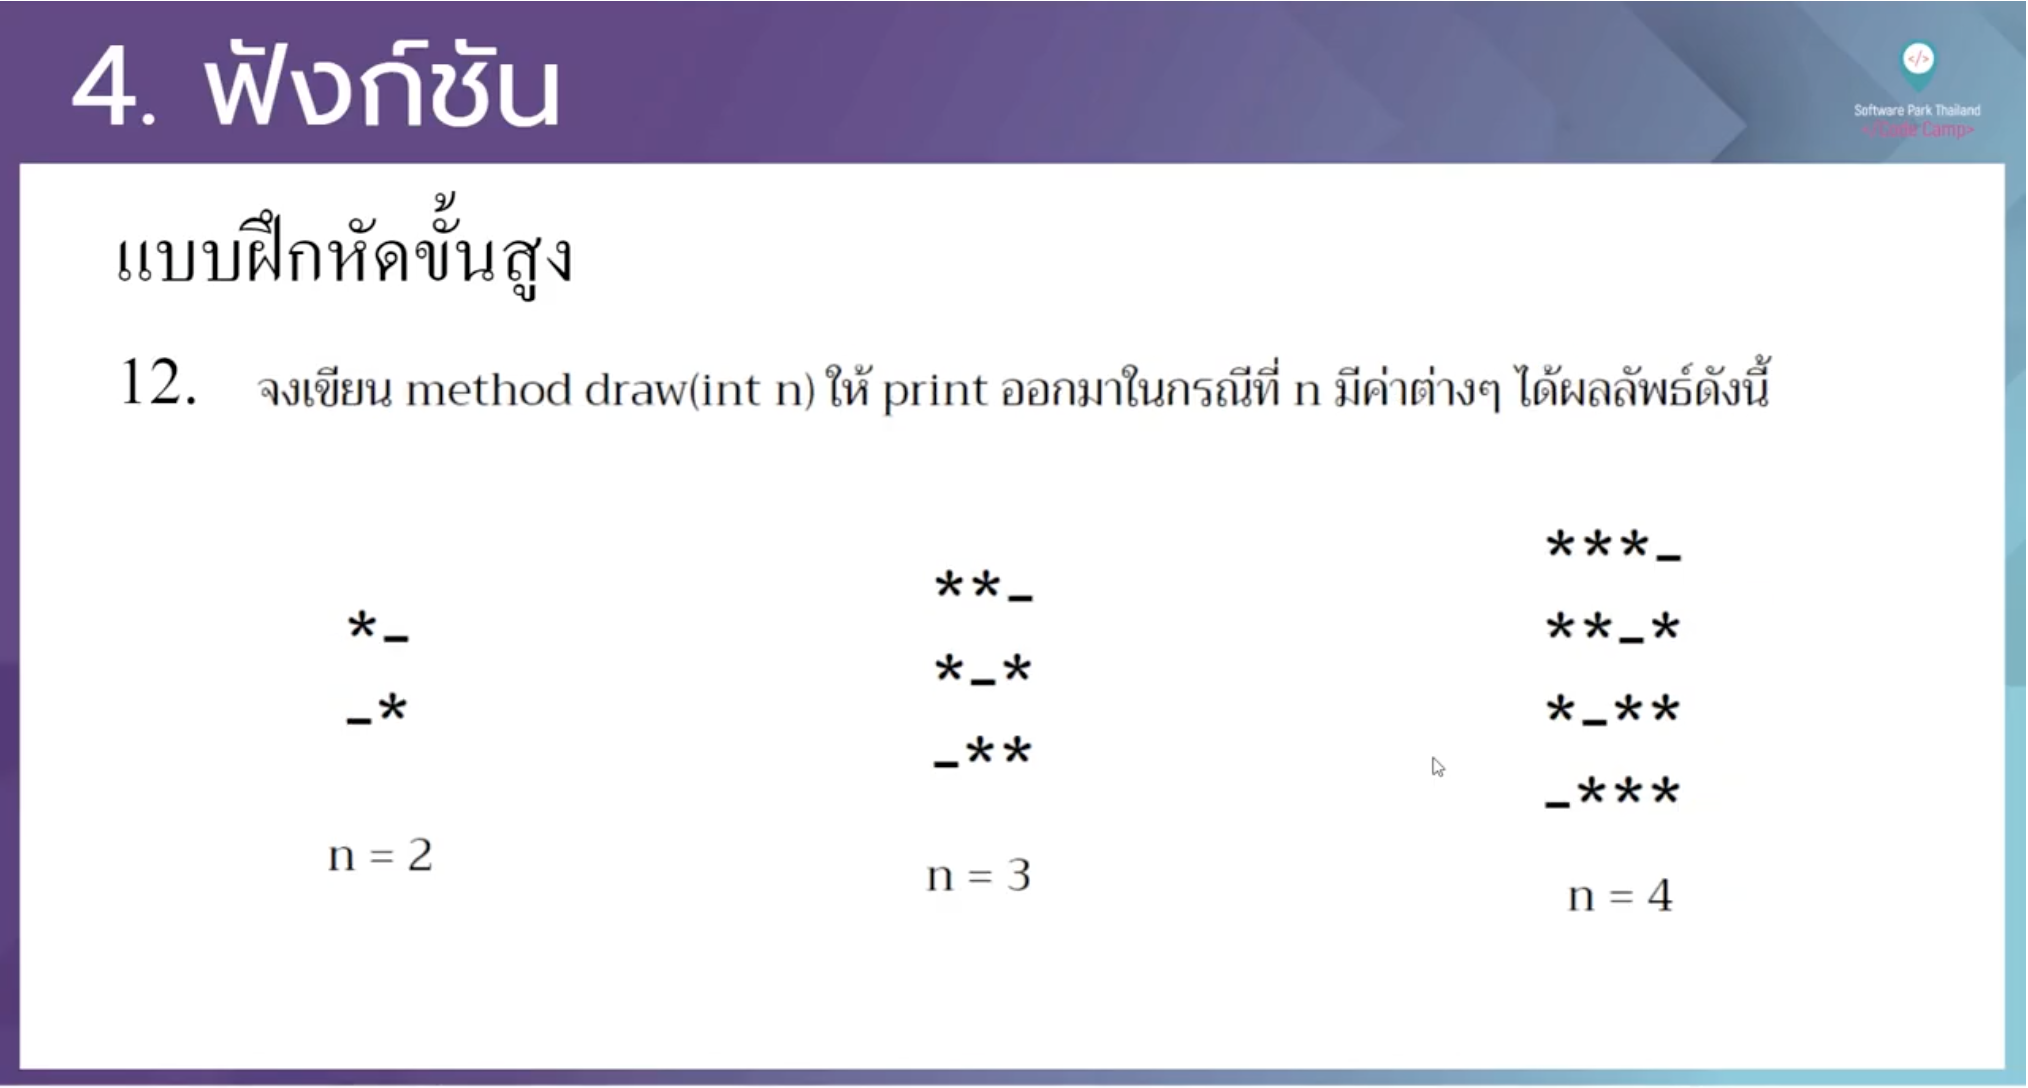 4. ฟังก์ชัน
</>
Software Park Thailand
</Code Camp>
แบบฝึกหัดขั้นสูง
12. จงเขียน method draw(int n) ให้ print ออกมาในกรณีที่ n มีค่าต่างๆ ได้ผลลัพธ์ดังนี้
*_
_*
n = 2
**_
*_*
_**
n = 3
***_
**_*
*_**
_***
n = 4